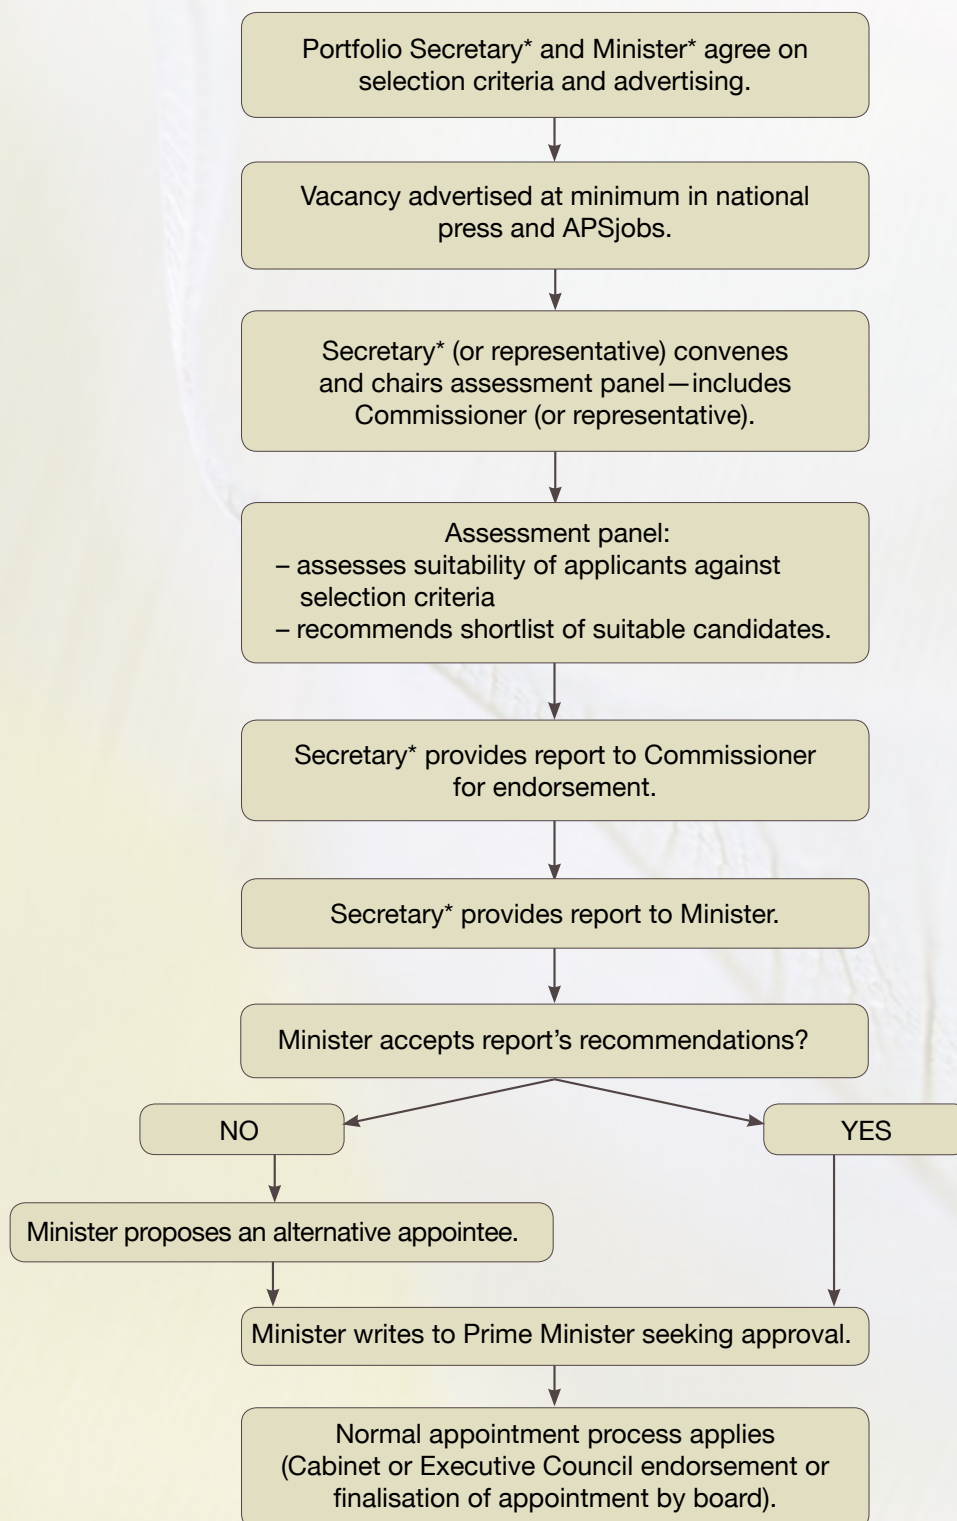 Portfolio Secretary* and Minister* agree on
selection criteria and advertising.
Vacancy advertised at minimum in national
press and APSjobs.
Secretary* (or representative) convenes
and chairs assessment panel—includes
Commissioner (or representative).
Assessment panel:
– assesses suitability of applicants against
selection criteria
– recommends shortlist of suitable candidates.
Secretary* provides report to Commissioner
for endorsement.
Secretary* provides report to Minister.
Minister accepts report’s recommendations?
NO
YES
Minister proposes an alternative appointee.
Minister writes to Prime Minister seeking approval.
Normal appointment process applies
(Cabinet or Executive Council endorsement or
finalisation of appointment by board).